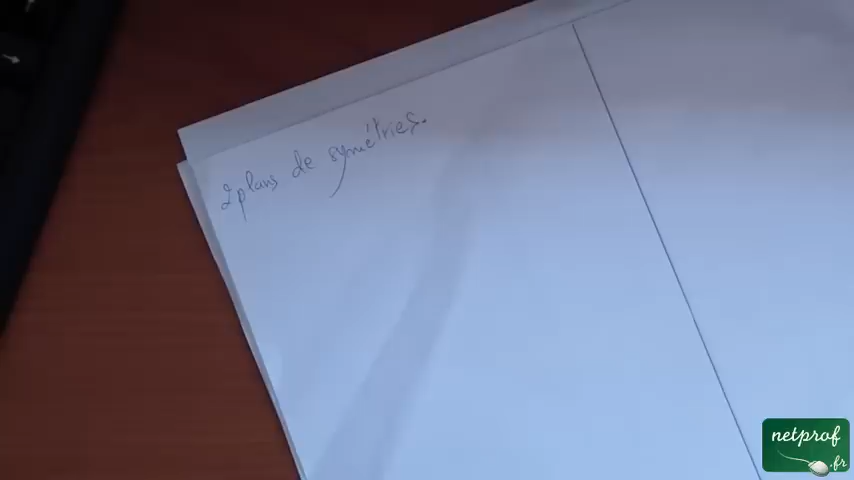 2 plans de symétries.
netprof
.fr